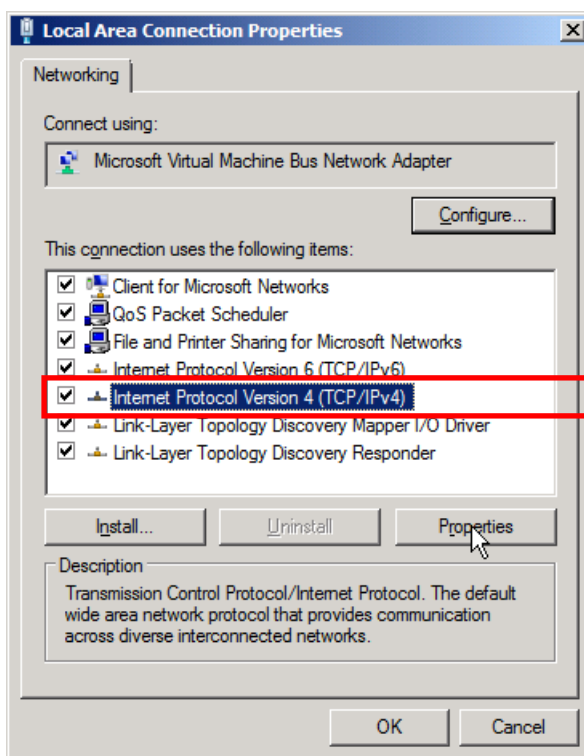 Local Area Connection Properties
Networking
Connect using:
Microsoft Virtual Machine Bus Network Adapter
Configure...
This connection uses the following items:
Client for Microsoft Networks
QoS Packet Scheduler
File and Printer Sharing for Microsoft Networks
Internet Protocol Version 6 (TCP/IPv6)
Internet Protocol Version 4 (TCP/IPv4)
Link-Layer Topology Discovery Mapper I/O Driver
Link-Layer Topology Discovery Responder
Install... Uninstall Properties
Description
Transmission Control Protocol/Internet Protocol. The default
wide area network protocol that provides communication
across diverse interconnected networks.
OK Cancel